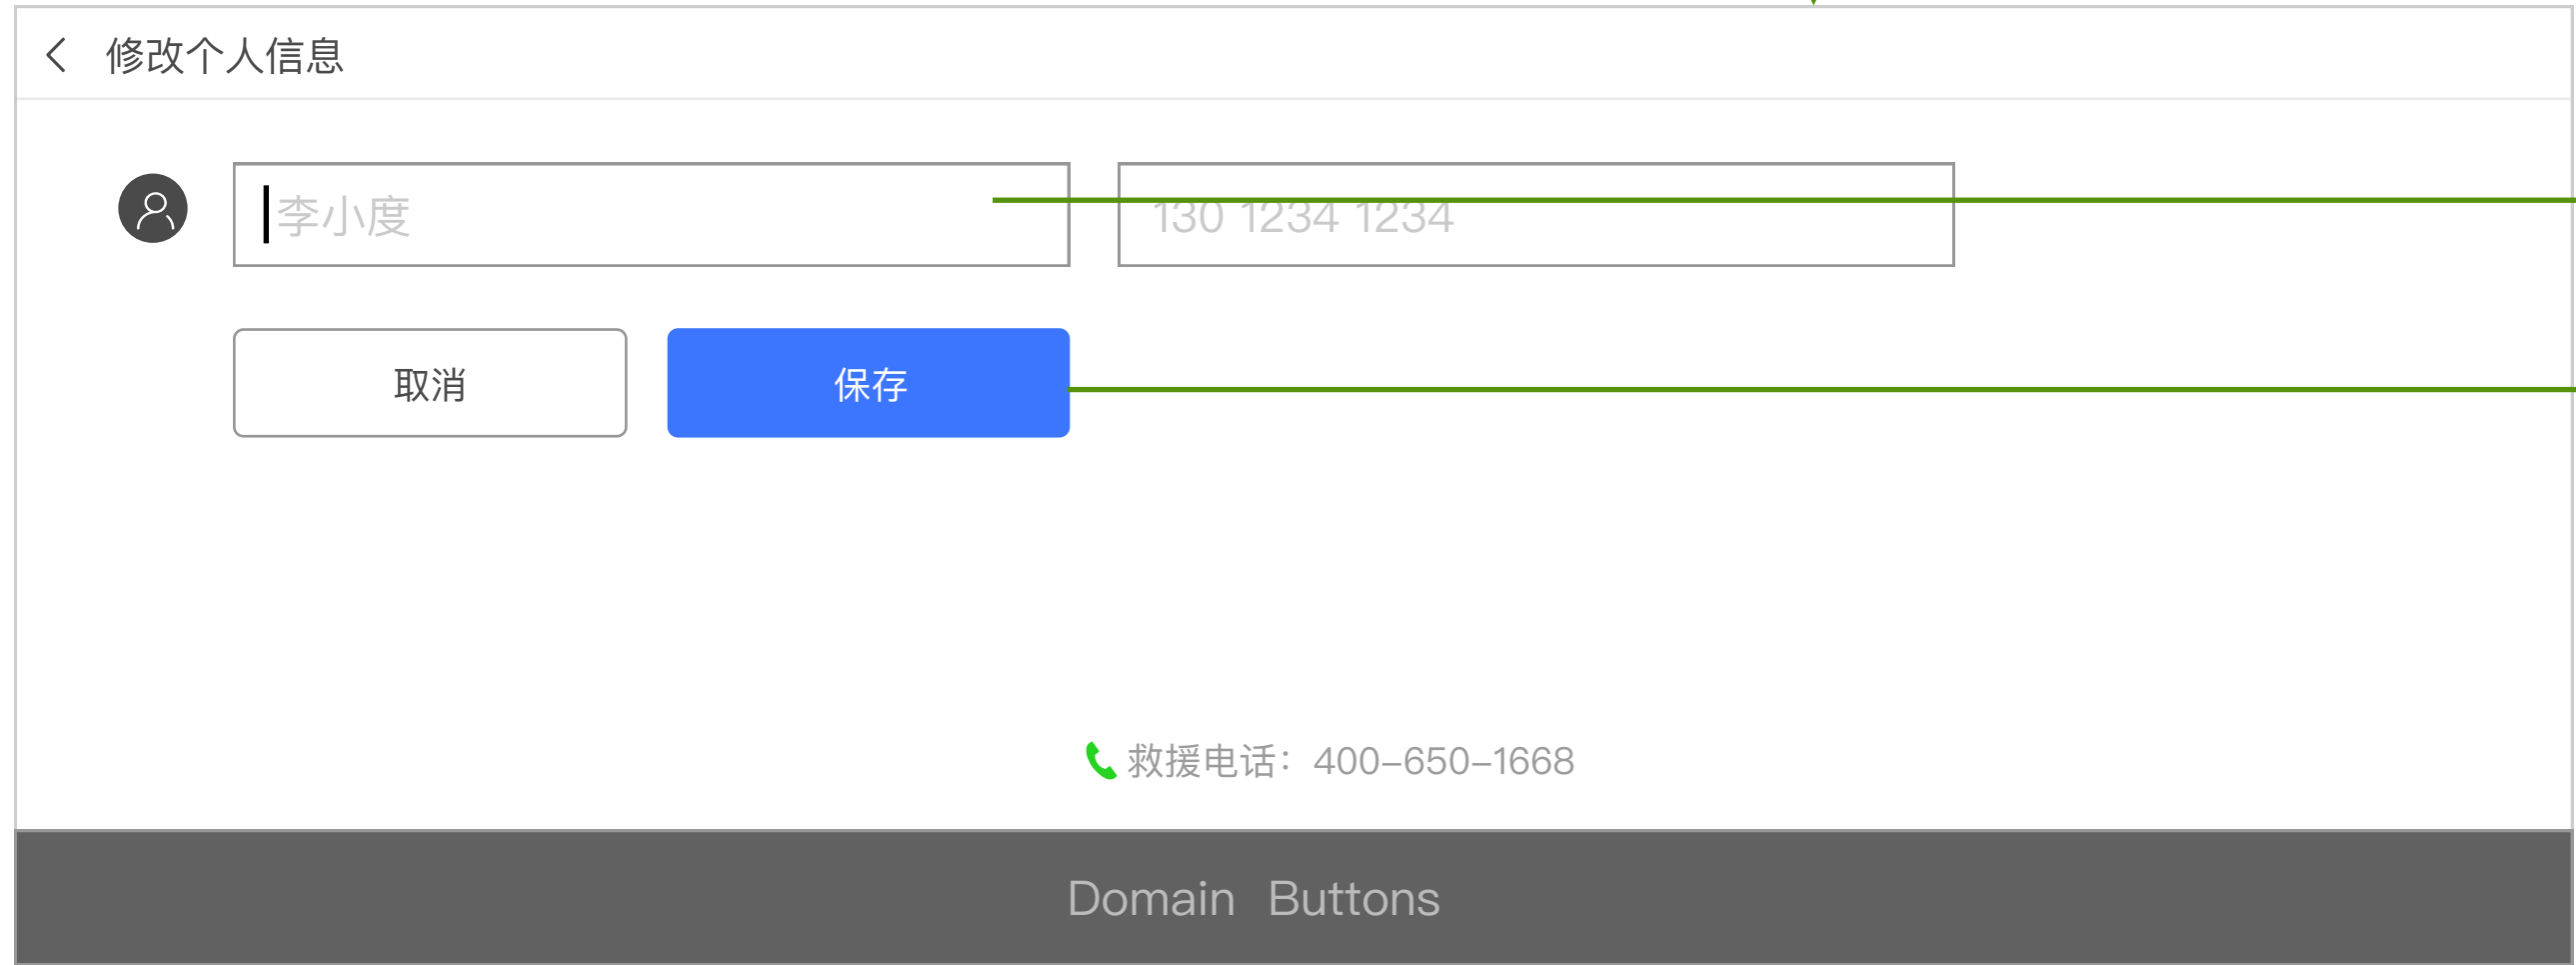 修改个人信息
李小度
130 1234 1234
取消
保存
救援电话：400-650-1668
Domain Buttons